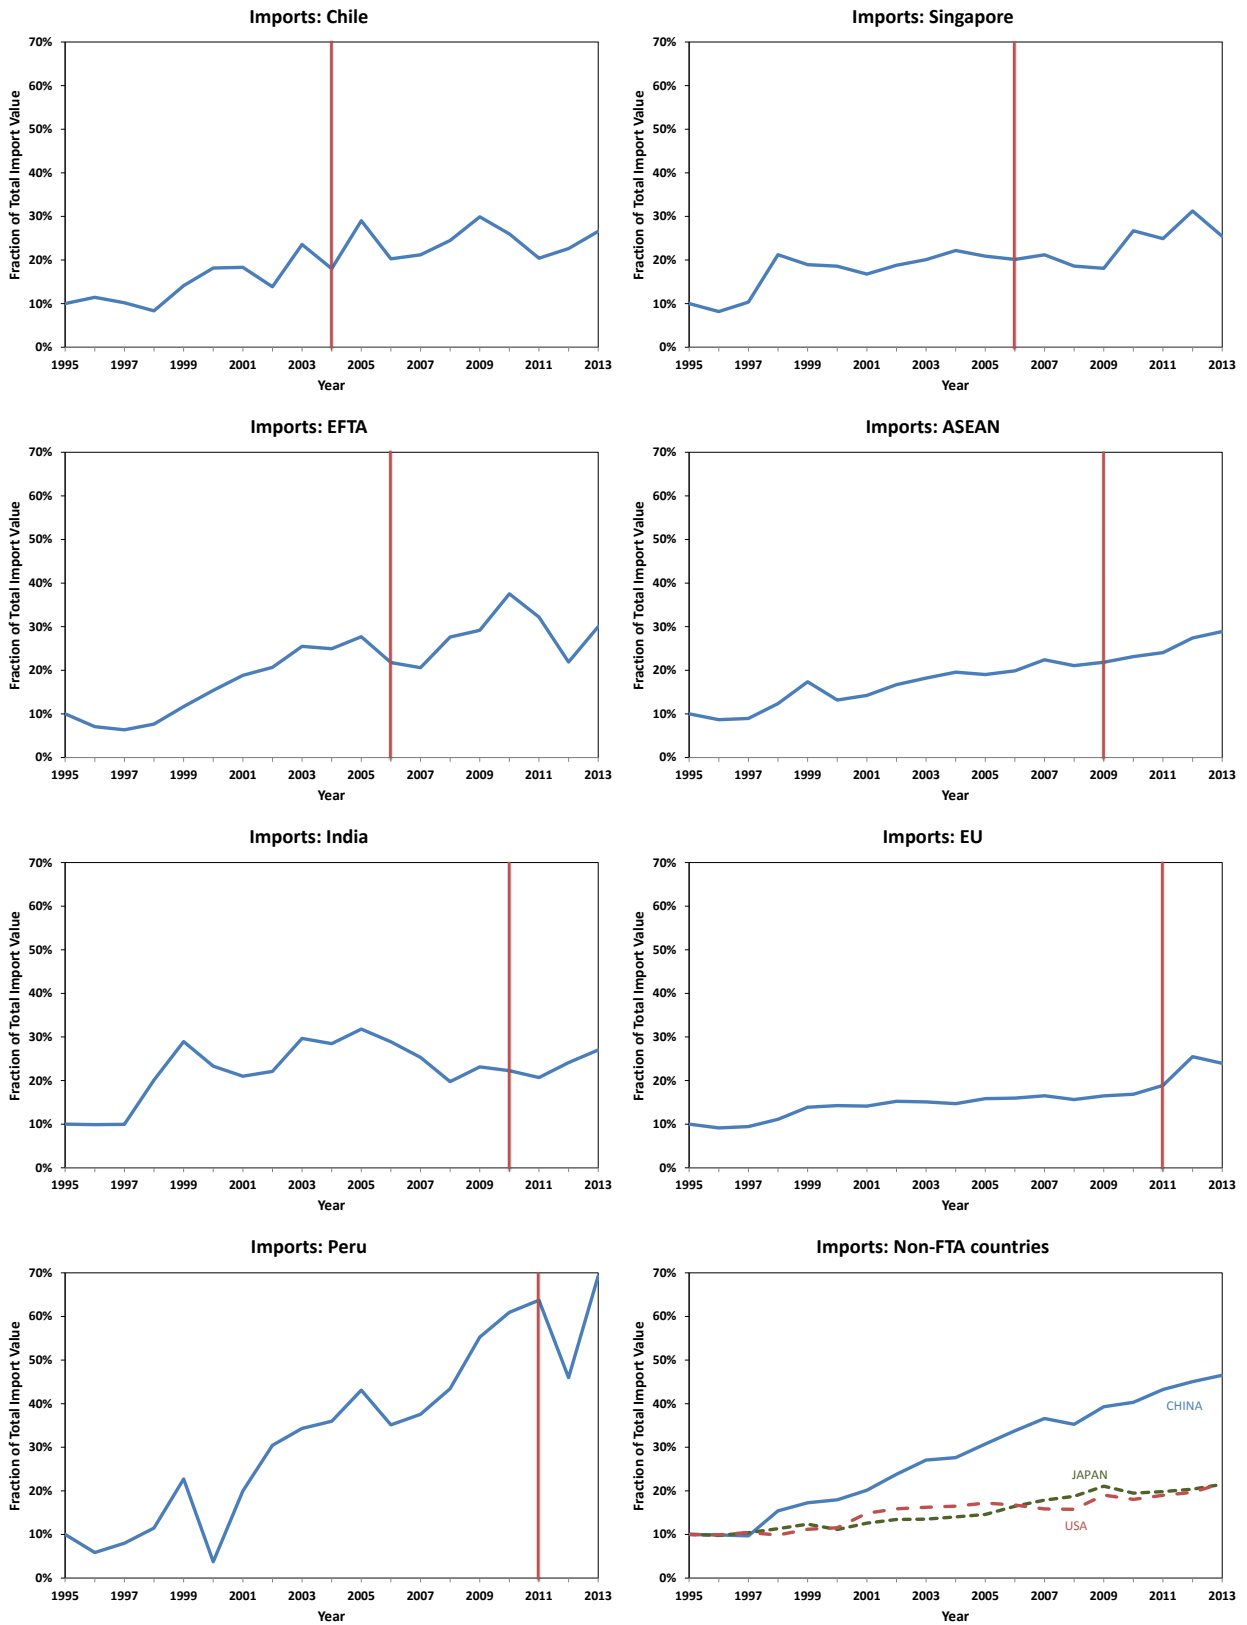 Imports: Chile
Fraction of Total Import Value
70%
60%
50%
40%
30%
20%
10%
0%
1995 1997 1999 2001 2003 2005 2007 2009 2011 2013
Year
Imports: Singapore
Fraction of Total Import Value
70%
60%
50%
40%
30%
20%
10%
0%
1995 1997 1999 2001 2003 2005 2007 2009 2011 2013
Year
Imports: EFTA
Fraction of Total Import Value
70%
60%
50%
40%
30%
20%
10%
0%
1995 1997 1999 2001 2003 2005 2007 2009 2011 2013
Year
Imports: ASEAN
Fraction of Total Import Value
70%
60%
50%
40%
30%
20%
10%
0%
1995 1997 1999 2001 2003 2005 2007 2009 2011 2013
Year
Imports: India
Fraction of Total Import Value
70%
60%
50%
40%
30%
20%
10%
0%
1995 1997 1999 2001 2003 2005 2007 2009 2011 2013
Year
Imports: EU
Fraction of Total Import Value
70%
60%
50%
40%
30%
20%
10%
0%
1995 1997 1999 2001 2003 2005 2007 2009 2011 2013
Year
Imports: Peru
Fraction of Total Import Value
70%
60%
50%
40%
30%
20%
10%
0%
1995 1997 1999 2001 2003 2005 2007 2009 2011 2013
Year
Imports: Non-FTA countries
Fraction of Total Import Value
70%
60%
50%
40%
30%
20%
10%
0%
CHINA
JAPAN
USA
1995 1997 1999 2001 2003 2005 2007 2009 2011 2013
Year